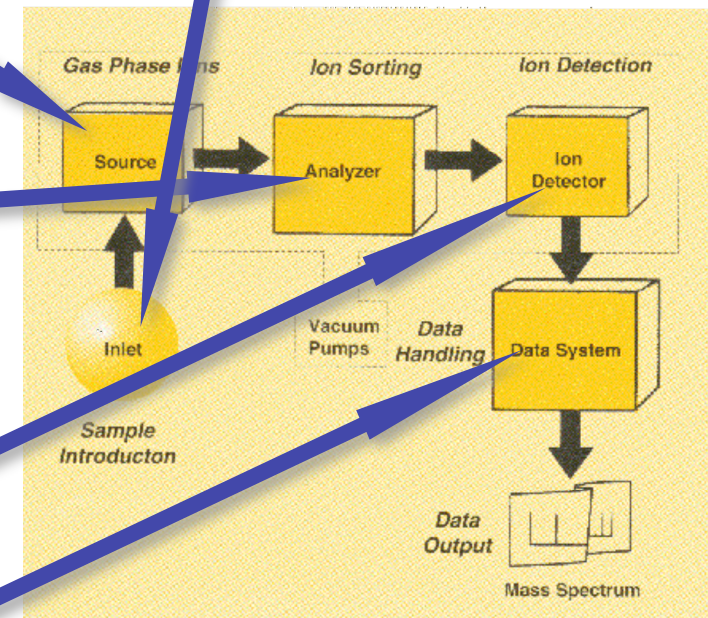 Gas Phase Ions
Ion Sorting
Ion Detection
Source
Analyzer
Ion
Detector
Inlet
Vacuum
Pumps
Data
Handling
Data System
Sample
Introducton
Data
Output
Mass Spectrum